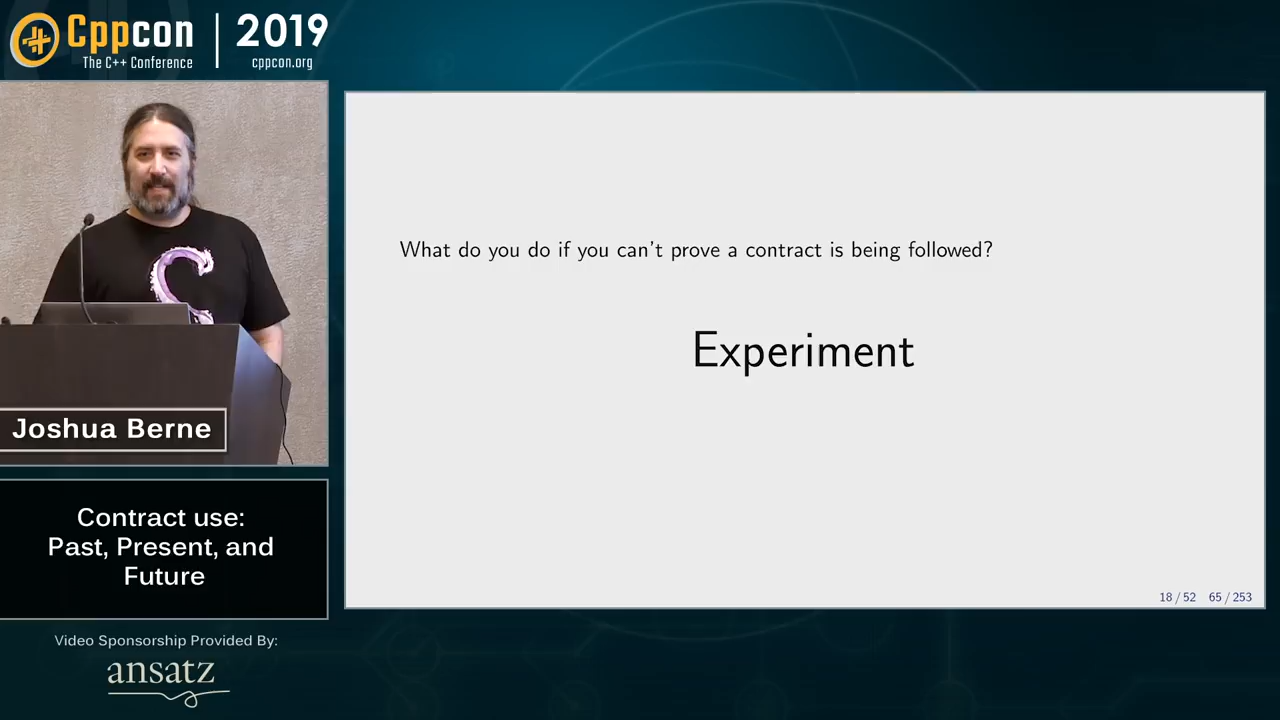 Cppcon
The C++ Conference
2019
cppcon.org
What do you do if you can't prove a contract is being followed?
Experiment
18 / 52 65 / 253
Joshua Berne
Contract use:
Past, Present, and
Future
Video Sponsorship Provided By:
ansatz